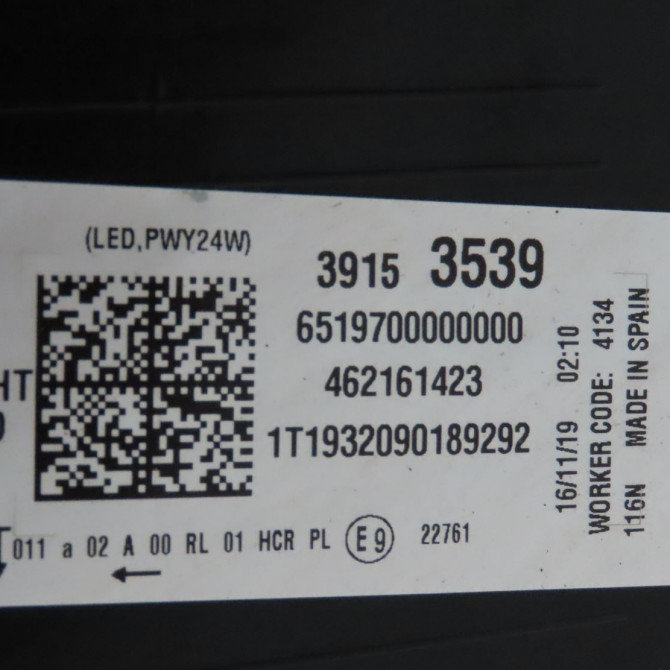 (LED,PWY24W)
3915 3539
6519700000000
462161423
1T1932090189292
011 a 02 A 00 RL 01 HCR PL E9 22761
16/11/19 02:10
WORKER CODE: 4134
116N MADE IN SPAIN